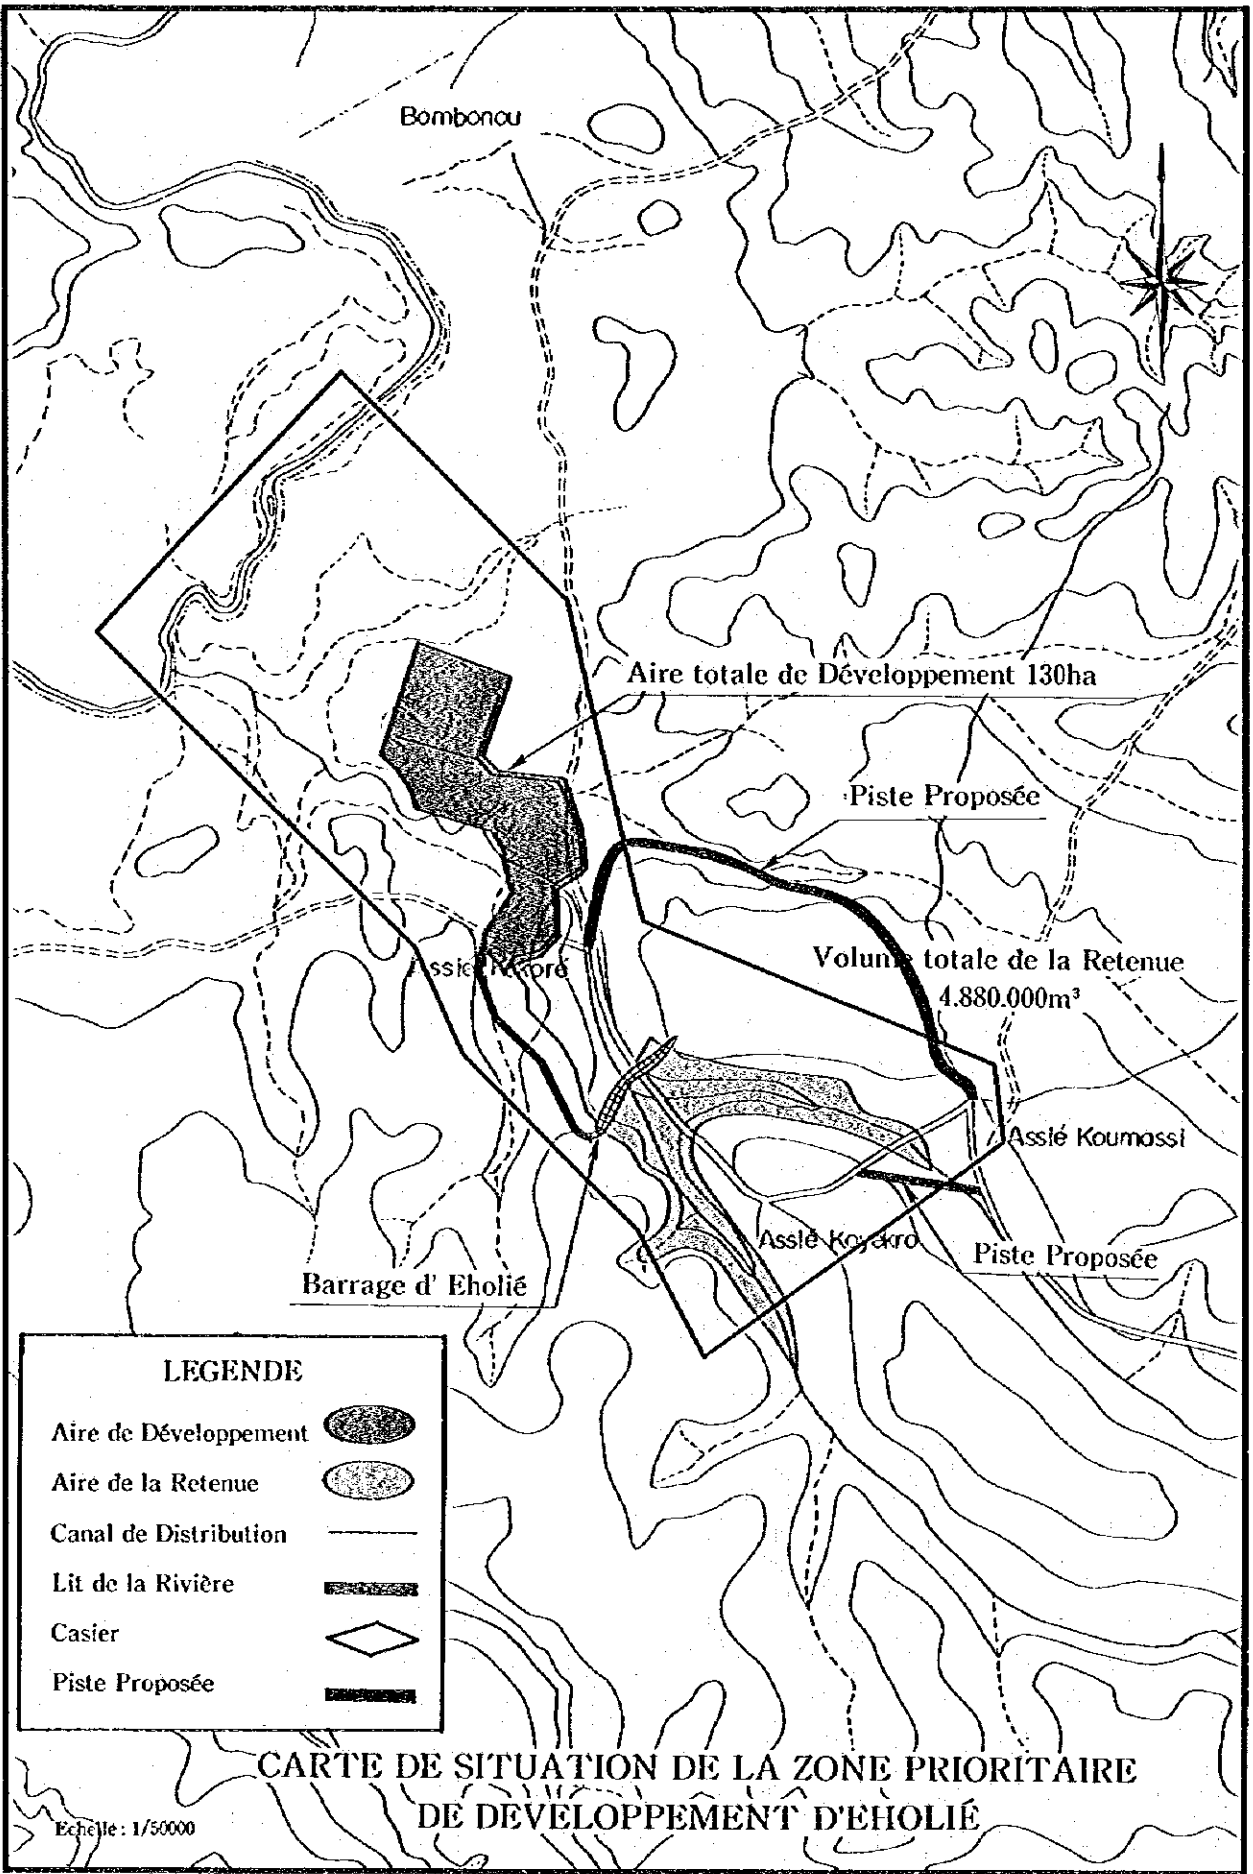 Bombonou
Aire totale de Développement 130ha
Piste Proposée
Volume totale de la Retenue
4.880.000m³
Assié Koumassi
Assié Koyakro
Piste Proposée
Barrage d' Eholié
LEGENDE
Aire de Développement
Aire de la Retenue
Canal de Distribution
Lit de la Rivière
Casier
Piste Proposée
CARTE DE SITUATION DE LA ZONE PRIORITAIRE
DE DEVELOPPEMENT D'EHOLIÉ
Echelle : 1/50000